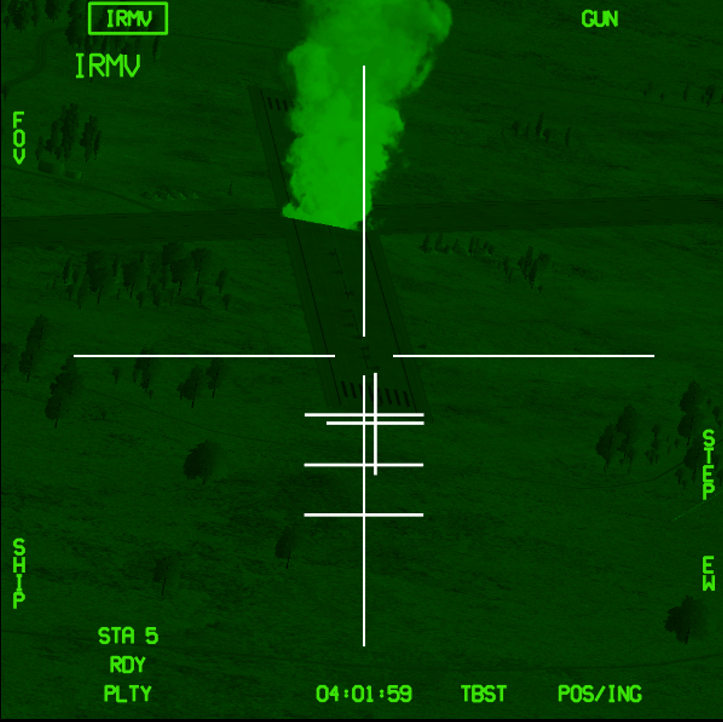 IRMV
GUN
IRMV
FOV
STEP
SHIP
EW
STA 5
RDY
PLTY
04:01:59
TBST
POS/ING